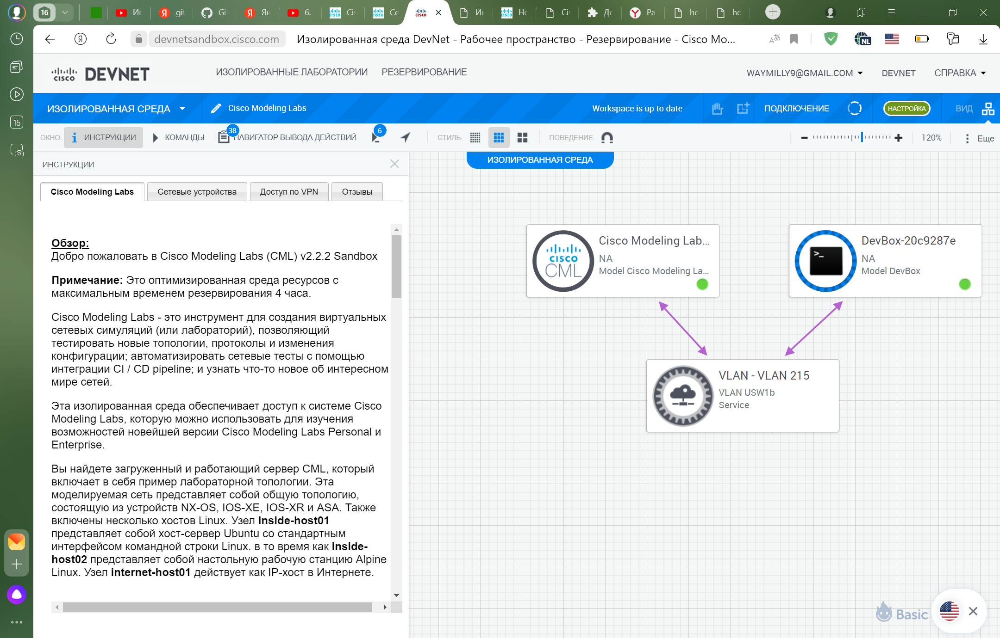 16
Иг
git
Gi
Ян
6.
Ci
Се
cisco
Ин
Но
Ci
До
Ра
ho
ho
devnetsandbox.cisco.com
Изолированная среда DevNet - Рабочее пространство - Резервирование - Cisco Mo...
NL
cisco DEVNET
ИЗОЛИРОВАННЫЕ ЛАБОРАТОРИИ
РЕЗЕРВИРОВАНИЕ
WAYMILLY9@GMAIL.COM
DEVNET
СПРАВКА
ИЗОЛИРОВАННАЯ СРЕДА
Cisco Modeling Labs
Workspace is up to date
ПОДКЛЮЧЕНИЕ
НАСТРОЙКА
ВИД
16
ОКНО:
ИНСТРУКЦИИ
КОМАНДЫ
38
НАВИГАТОР ВЫВОДА ДЕЙСТВИЙ
6
СТИЛЬ:
ПОВЕДЕНИЕ:
120%
Еще
ИНСТРУКЦИИ
Cisco Modeling Labs
Сетевые устройства
Доступ по VPN
Отзывы
Обзор:
Добро пожаловать в Cisco Modeling Labs (CML) v2.2.2 Sandbox
Примечание: Это оптимизированная среда ресурсов с
максимальным временем резервирования 4 часа.
Cisco Modeling Labs - это инструмент для создания виртуальных
сетевых симуляций (или лабораторий), позволяющий
тестировать новые топологии, протоколы и изменения
конфигурации; автоматизировать сетевые тесты с помощью
интеграции CI / CD pipeline; и узнать что-то новое об интересном
мире сетей.
Эта изолированная среда обеспечивает доступ к системе Cisco
Modeling Labs, которую можно использовать для изучения
возможностей новейшей версии Cisco Modeling Labs Personal и
Enterprise.
Вы найдете загруженный и работающий сервер CML, который
включает в себя пример лабораторной топологии. Эта
моделируемая сеть представляет собой общую топологию,
состоящую из устройств NX-OS, IOS-XE, IOS-XR и ASA. Также
включены несколько хостов Linux. Узел inside-host01
представляет собой хост-сервер Ubuntu со стандартным
интерфейсом командной строки Linux. в то время как inside-
host02 представляет собой настольную рабочую станцию Alpine
Linux. Узел internet-host01 действует как IP-хост в Интернете.
ИЗОЛИРОВАННАЯ СРЕДА
cisco
CML
Cisco Modeling Lab...
NA
Model Cisco Modeling La...
>_
DevBox-20c9287e
NA
Model DevBox
VLAN - VLAN 215
VLAN USW1b
Service
Basic